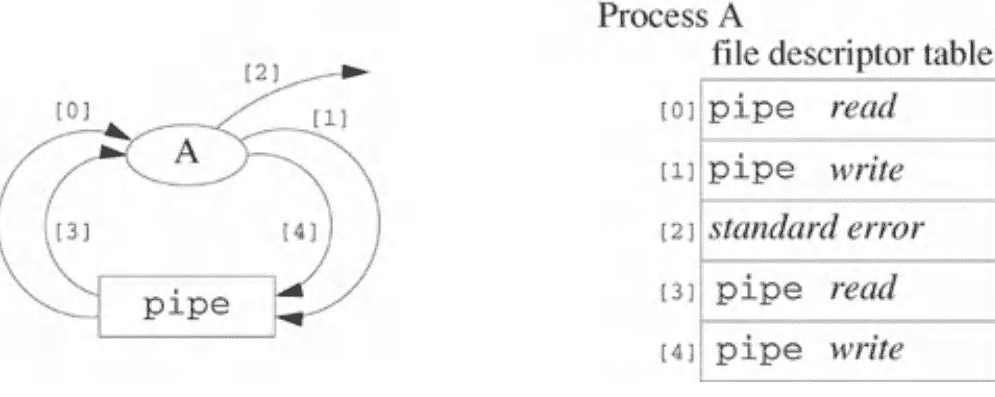 [0]
[2]
[1]
A
[3]
[4]
pipe
Process A
file descriptor table
[0] pipe read
[1] pipe write
[2] standard error
[3] pipe read
[4] pipe write